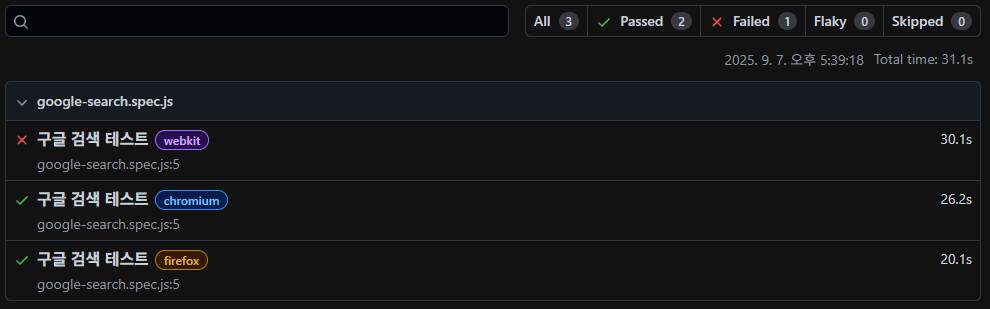 All 3 Passed 2 Failed 1 Flaky 0 Skipped 0
2025. 9. 7. 오후 5:39:18 Total time: 31.1s
google-search.spec.js
구글 검색 테스트 webkit 30.1s
google-search.spec.js:5
구글 검색 테스트 chromium 26.2s
google-search.spec.js:5
구글 검색 테스트 firefox 20.1s
google-search.spec.js:5